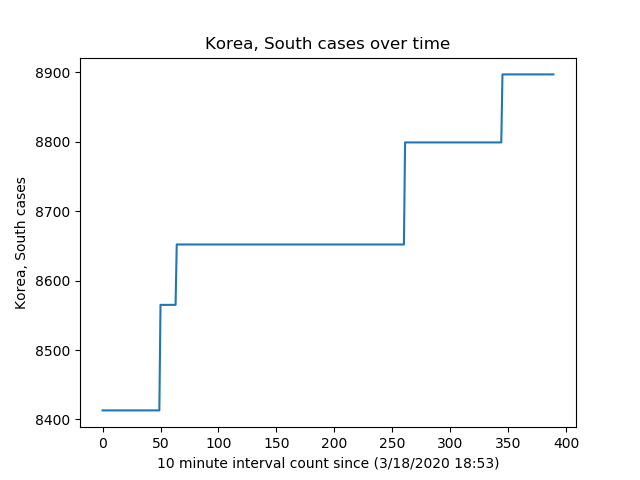 Korea, South cases over time
8900
8800
8700
8600
8500
8400
Korea, South cases
0 50 100 150 200 250 300 350 400
10 minute interval count since (3/18/2020 18:53)